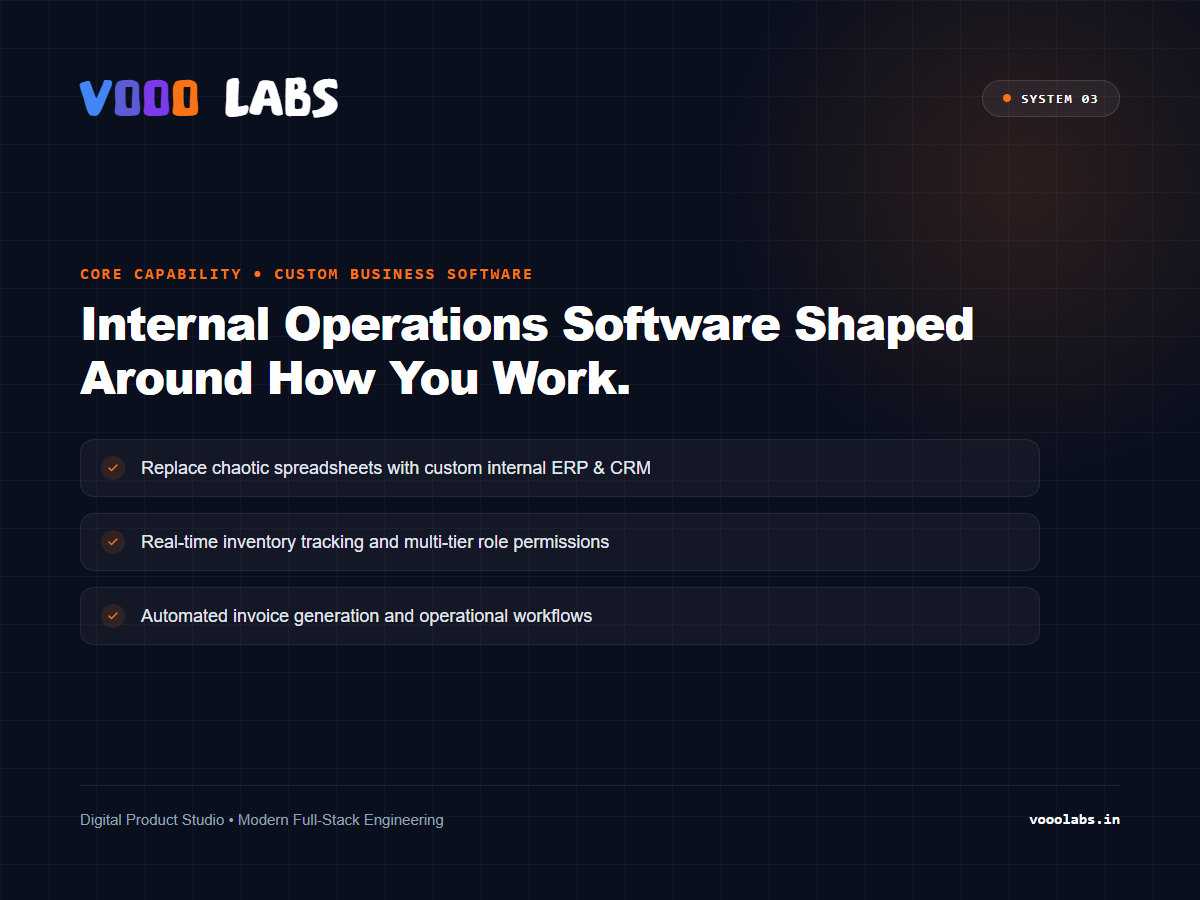 VOOO LABS
SYSTEM 03
CORE CAPABILITY • CUSTOM BUSINESS SOFTWARE
Internal Operations Software Shaped
Around How You Work.
Replace chaotic spreadsheets with custom internal ERP & CRM
Real-time inventory tracking and multi-tier role permissions
Automated invoice generation and operational workflows
Digital Product Studio • Modern Full-Stack Engineering
vooolabs.in